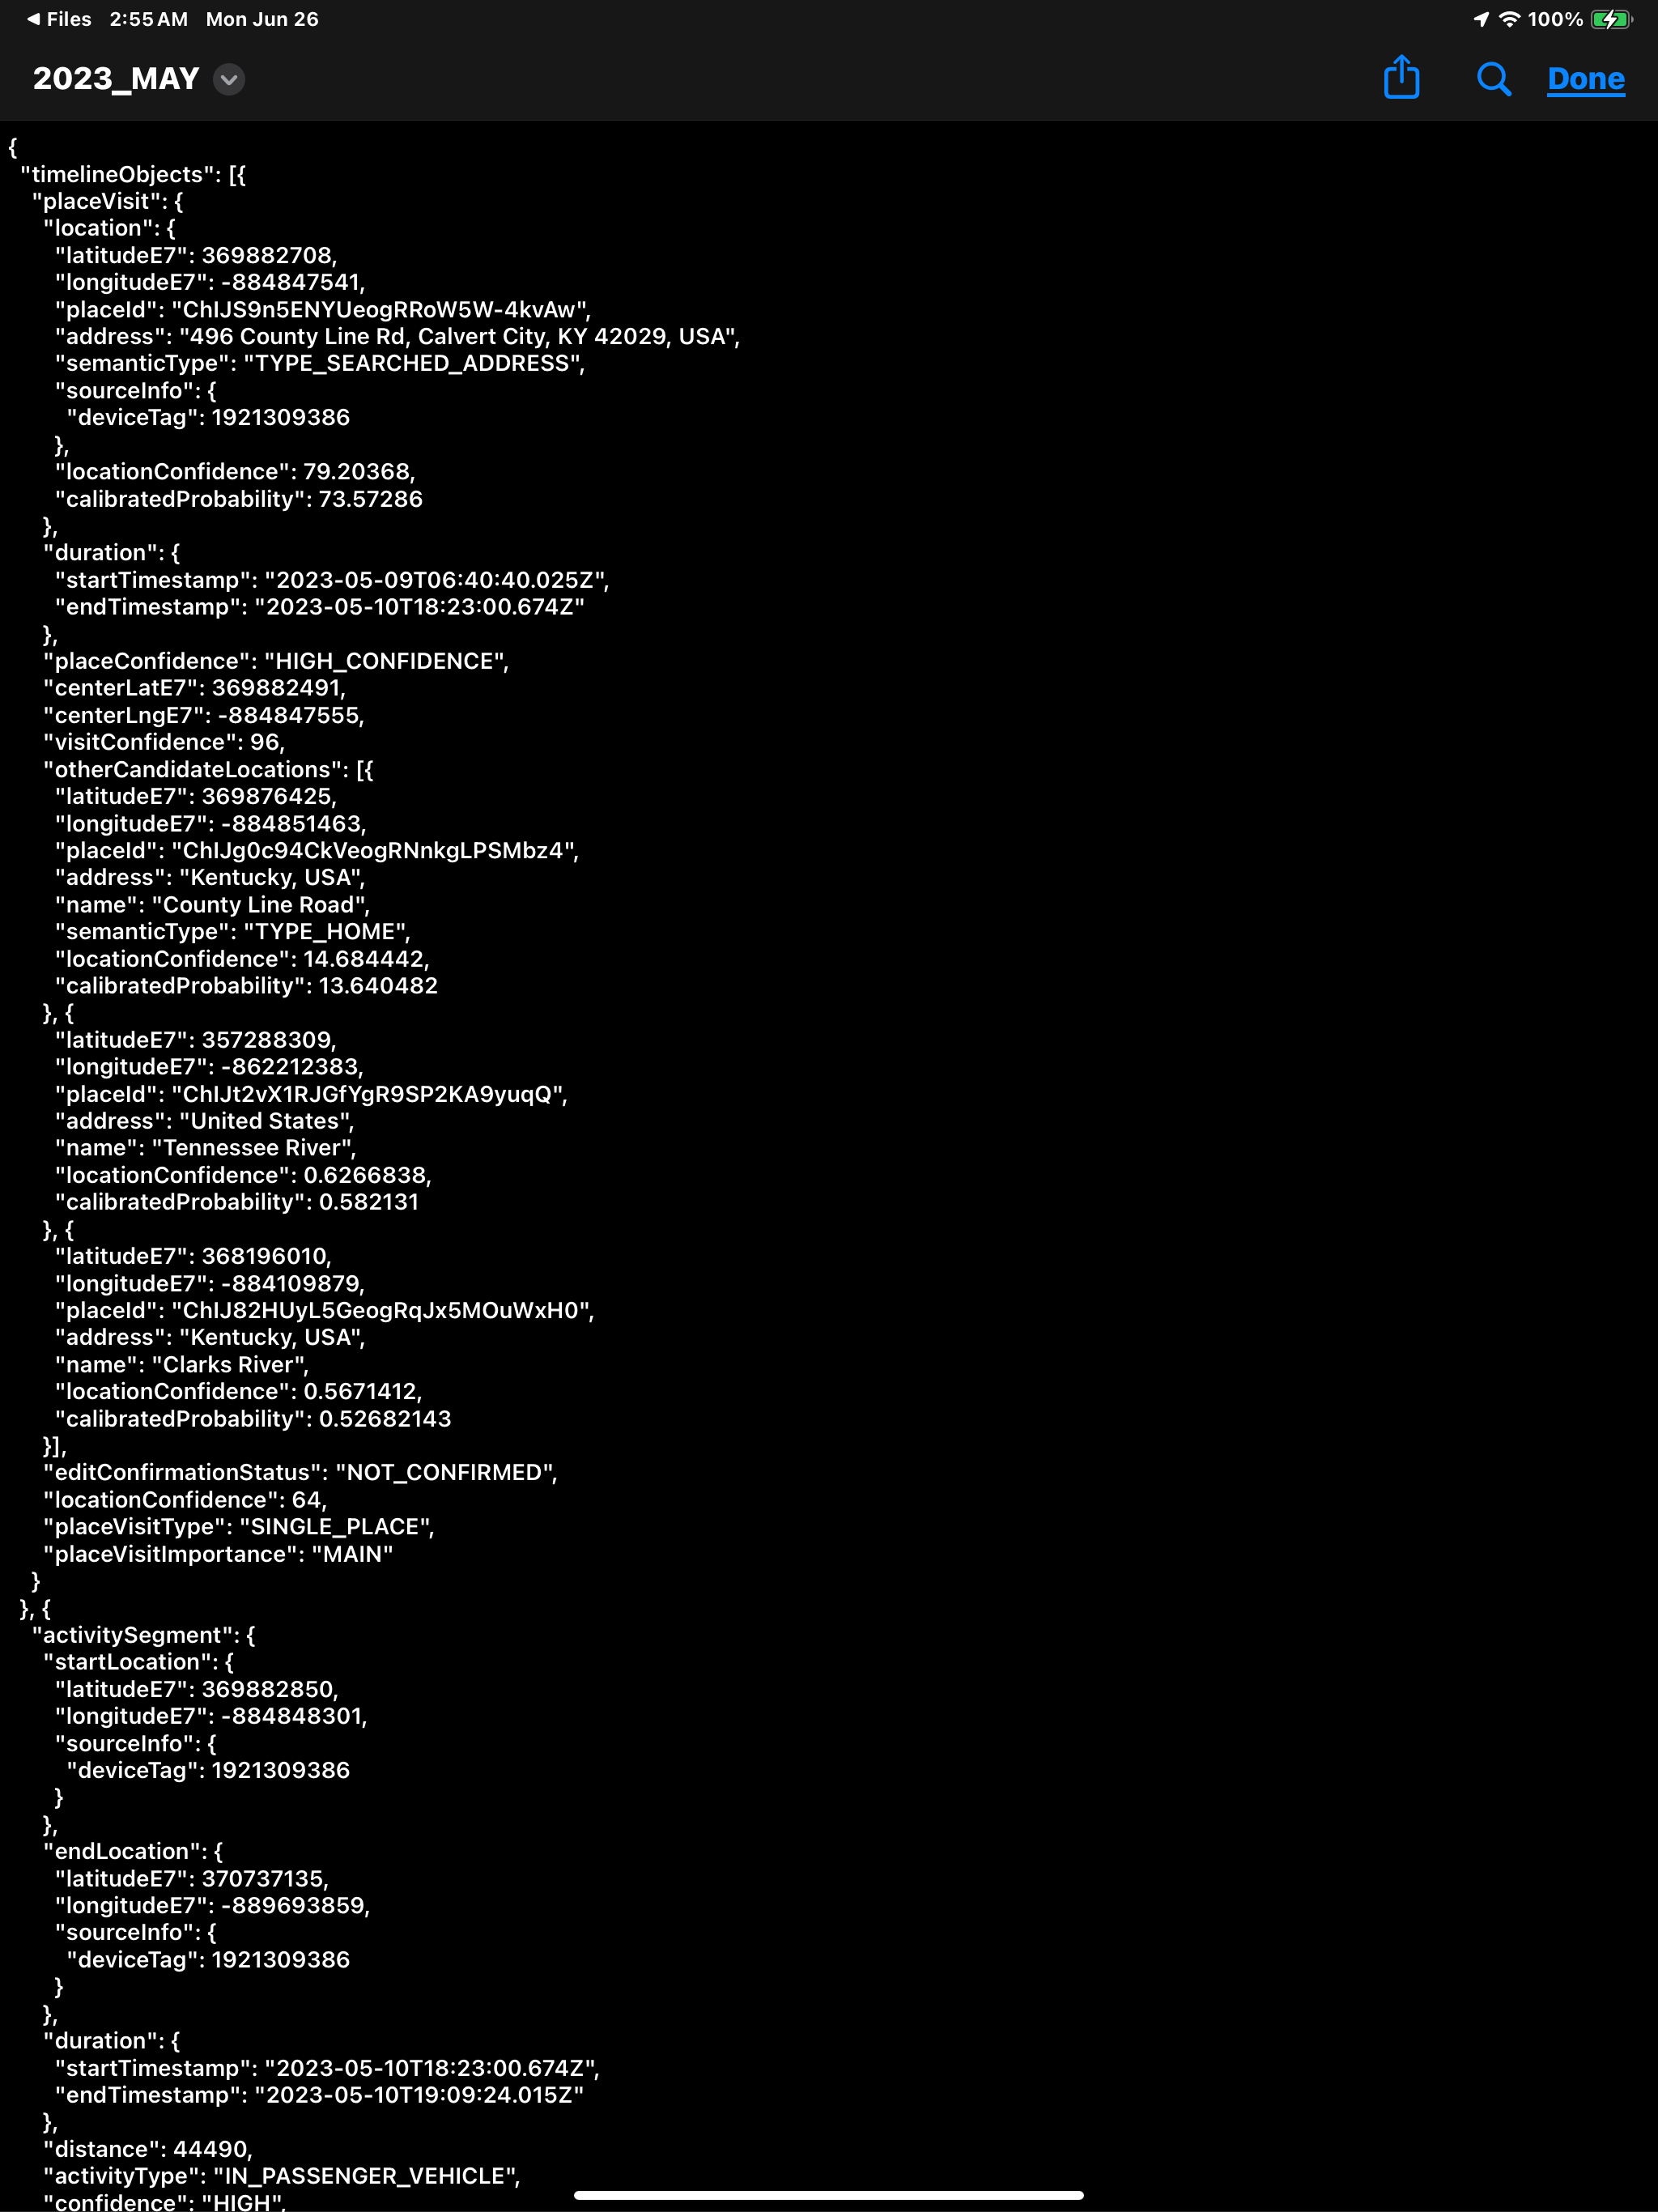 Files 2:55 AM Mon Jun 26 100%
2023_MAY Done
{
"timelineObjects": [{
"placeVisit": {
"location": {
"latitudeE7": 369882708,
"longitudeE7": -884847541,
"placeId": "ChIJS9n5ENYUeogRRoW5W-4kvAw",
"address": "496 County Line Rd, Calvert City, KY 42029, USA",
"semanticType": "TYPE_SEARCHED_ADDRESS",
"sourceInfo": {
"deviceTag": 1921309386
},
"locationConfidence": 79.20368,
"calibratedProbability": 73.57286
},
"duration": {
"startTimestamp": "2023-05-09T06:40:40.025Z",
"endTimestamp": "2023-05-10T18:23:00.674Z"
},
"placeConfidence": "HIGH_CONFIDENCE",
"centerLatE7": 369882491,
"centerLngE7": -884847555,
"visitConfidence": 96,
"otherCandidateLocations": [{
"latitudeE7": 369876425,
"longitudeE7": -884851463,
"placeId": "ChIJg0c94CkVeogRNnkgLPSMbz4",
"address": "Kentucky, USA",
"name": "County Line Road",
"semanticType": "TYPE_HOME",
"locationConfidence": 14.684442,
"calibratedProbability": 13.640482
}, {
"latitudeE7": 357288309,
"longitudeE7": -862212383,
"placeId": "ChIJt2vX1RJGfYgR9SP2KA9yuqQ",
"address": "United States",
"name": "Tennessee River",
"locationConfidence": 0.6266838,
"calibratedProbability": 0.582131
}, {
"latitudeE7": 368196010,
"longitudeE7": -884109879,
"placeId": "ChIJ82HUyL5GeogRqJx5MOuWxH0",
"address": "Kentucky, USA",
"name": "Clarks River",
"locationConfidence": 0.5671412,
"calibratedProbability": 0.52682143
}],
"editConfirmationStatus": "NOT_CONFIRMED",
"locationConfidence": 64,
"placeVisitType": "SINGLE_PLACE",
"placeVisitImportance": "MAIN"
}
}, {
"activitySegment": {
"startLocation": {
"latitudeE7": 369882850,
"longitudeE7": -884848301,
"sourceInfo": {
"deviceTag": 1921309386
}
},
"endLocation": {
"latitudeE7": 370737135,
"longitudeE7": -889693859,
"sourceInfo": {
"deviceTag": 1921309386
}
},
"duration": {
"startTimestamp": "2023-05-10T18:23:00.674Z",
"endTimestamp": "2023-05-10T19:09:24.015Z"
},
"distance": 44490,
"activityType": "IN_PASSENGER_VEHICLE",
"confidence": "HIGH",